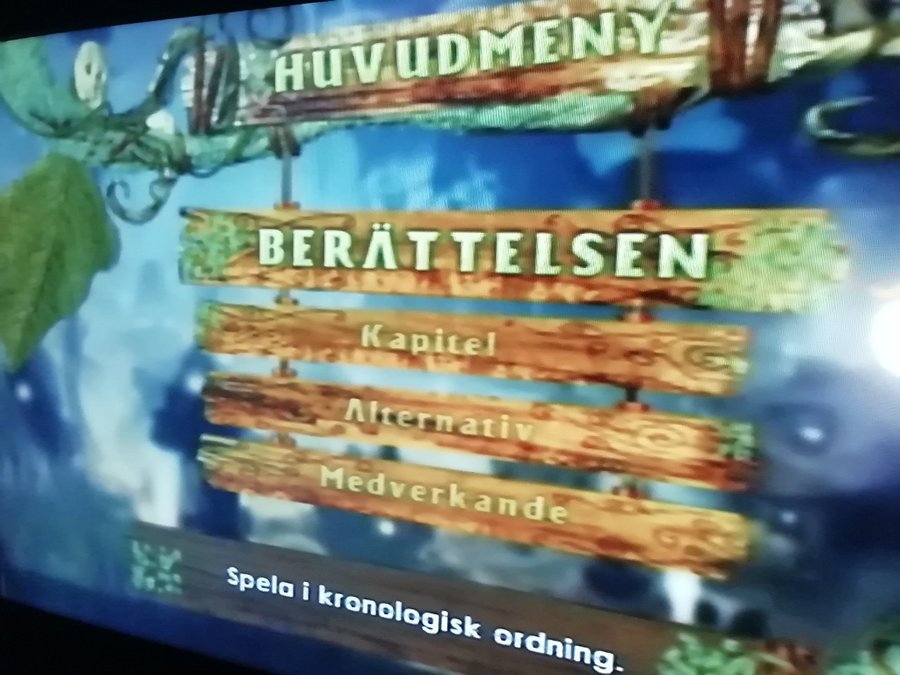 HUVUDMENY
BERÄTTELSEN
Kapitel
Alternativ
Medverkande
Spela i kronologisk ordning.